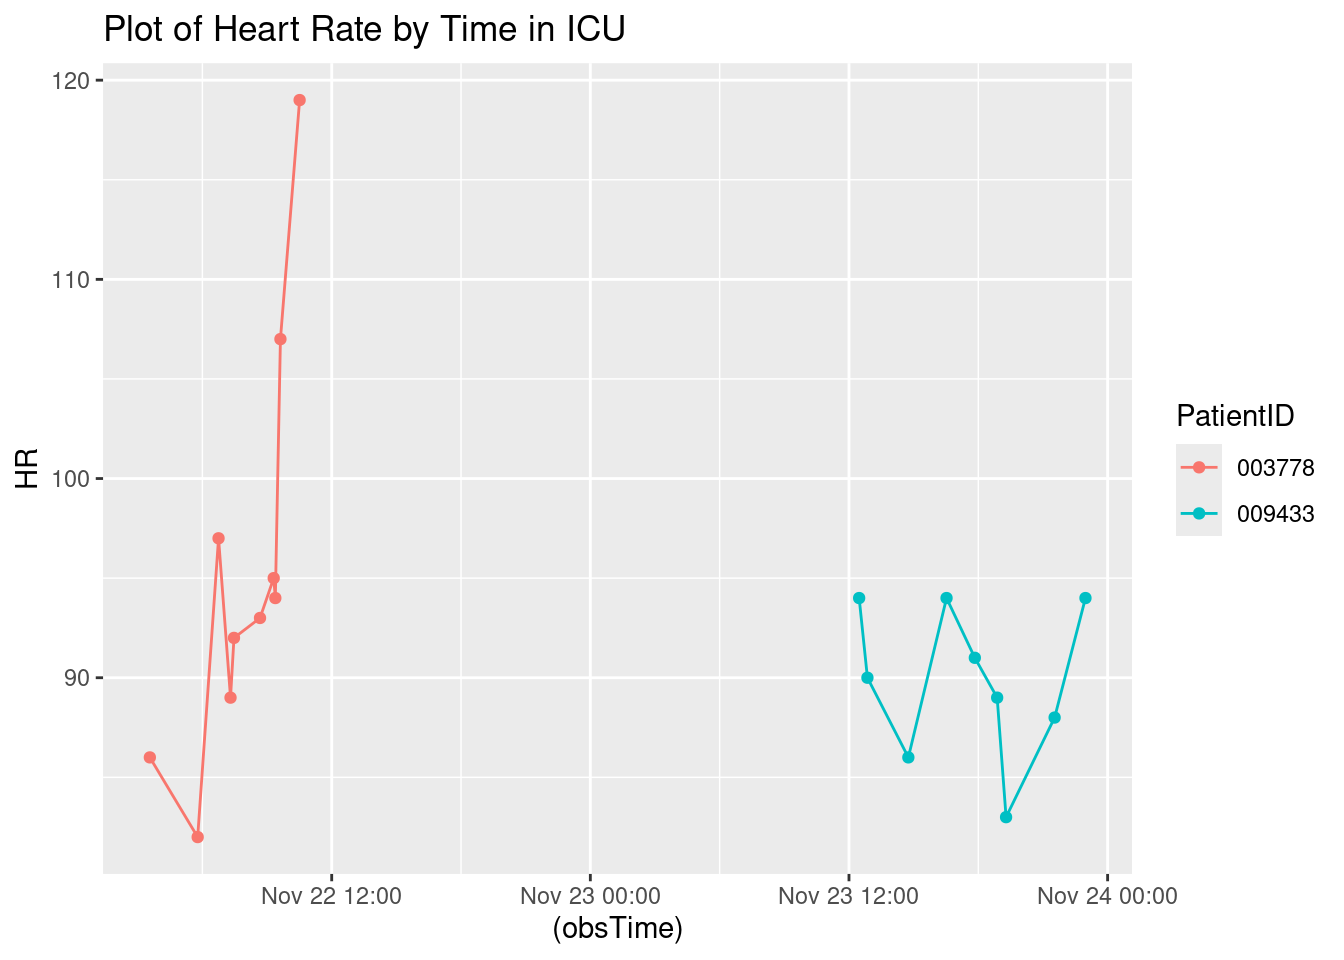 Plot of Heart Rate by Time in ICU
120
110
100
90
HR
Nov 22 12:00
Nov 23 00:00
Nov 23 12:00
Nov 24 00:00
(obsTime)
PatientID
003778
009433